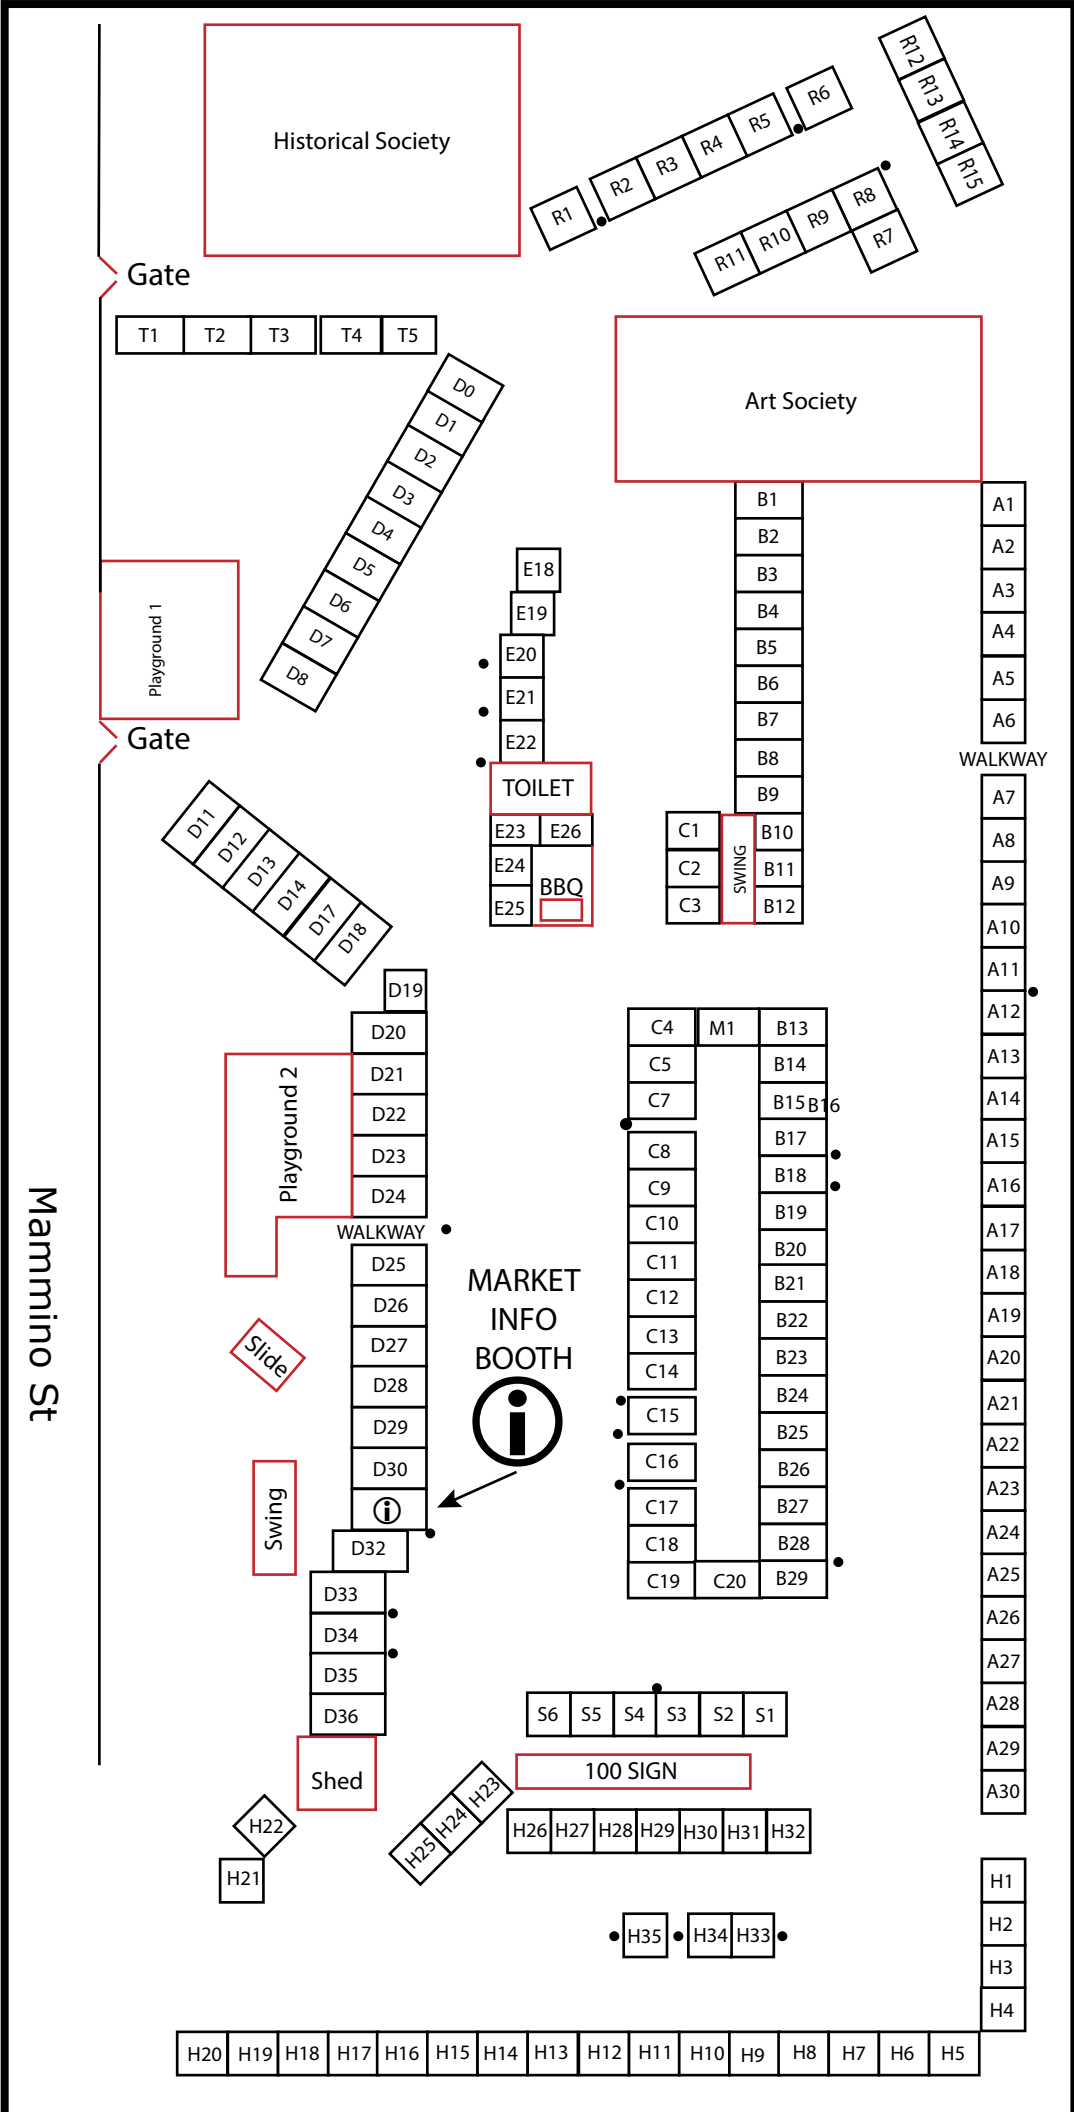 Historical Society
R1
R2
R3
R4
R5
R6
R12
R13
R14
R15
R11
R10
R9
R8
R7
Gate
T1
T2
T3
T4
T5
D0
D1
D2
D3
D4
D5
D6
D7
D8
Art Society
Playground 1
Gate
E18
E19
E20
E21
E22
TOILET
E23
E26
E24
E25
BBQ
B1
B2
B3
B4
B5
B6
B7
B8
B9
C1
C2
C3
SWING
B10
B11
B12
A1
A2
A3
A4
A5
A6
WALKWAY
A7
A8
A9
A10
A11
A12
A13
A14
A15
A16
A17
A18
A19
A20
A21
A22
A23
A24
A25
A26
A27
A28
A29
A30
D11
D12
D13
D14
D17
D18
D19
D20
D21
D22
D23
D24
Playground 2
WALKWAY
D25
D26
D27
D28
D29
D30
i
D32
D33
D34
D35
D36
Slide
Swing
Shed
Mammino St
MARKET
INFO
BOOTH
i
C4
M1
B13
C5
C7
C8
C9
C10
C11
C12
C13
C14
C15
C16
C17
C18
C19
C20
B14
B15
B16
B17
B18
B19
B20
B21
B22
B23
B24
B25
B26
B27
B28
B29
S6
S5
S4
S3
S2
S1
100 SIGN
H23
H24
H25
H22
H21
H26
H27
H28
H29
H30
H31
H32
H35
H34
H33
H1
H2
H3
H4
H20
H19
H18
H17
H16
H15
H14
H13
H12
H11
H10
H9
H8
H7
H6
H5